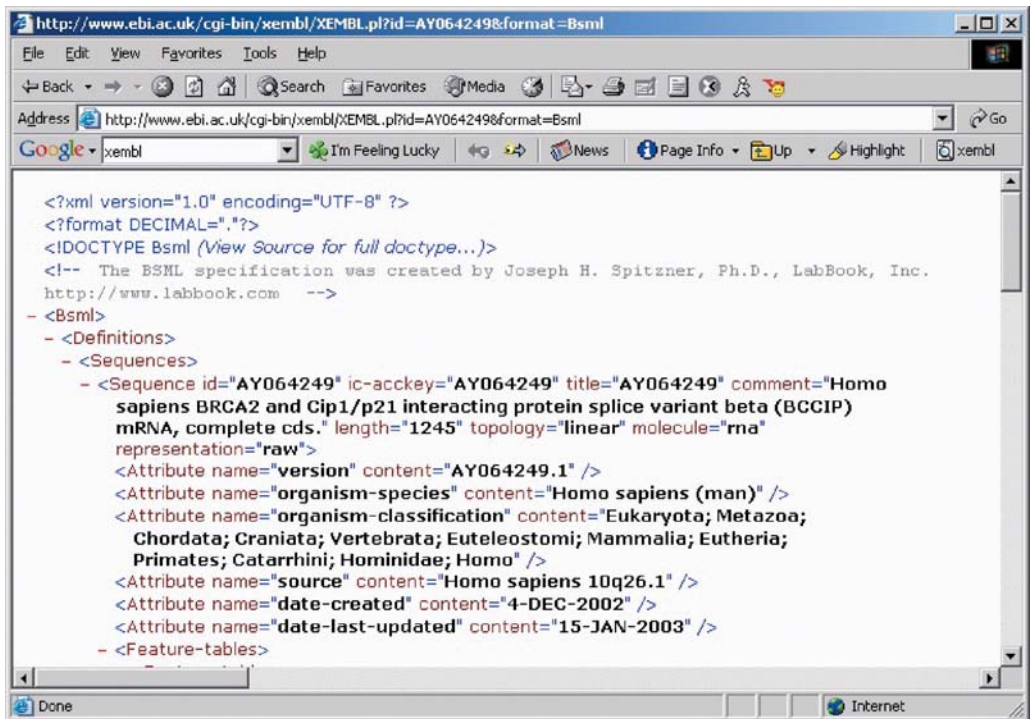 http://www.ebi.ac.uk/cgi-bin/xembl/XEMBL.pl?id=AY064249&format=Bsml
File Edit View Favorites Tools Help
Back Search Favorites Media
Address http://www.ebi.ac.uk/cgi-bin/xembl/XEMBL.pl?id=AY064249&format=Bsml Go
Google xembl I'm Feeling Lucky News Page Info Up Highlight xembl
<?xml version="1.0" encoding="UTF-8" ?>
<?format DECIMAL="."?>
<!DOCTYPE Bsml (View Source for full doctype...)>
<!-- The BSML specification was created by Joseph H. Spitzner, Ph.D., LabBook, Inc.
http://www.labbook.com -->
- <Bsml>
- <Definitions>
- <Sequences>
- <Sequence id="AY064249" ic-acckey="AY064249" title="AY064249" comment="Homo
sapiens BRCA2 and Cip1/p21 interacting protein splice variant beta (BCCIP)
mRNA, complete cds." length="1245" topology="linear" molecule="rna"
representation="raw">
<Attribute name="version" content="AY064249.1" />
<Attribute name="organism-species" content="Homo sapiens (man)" />
<Attribute name="organism-classification" content="Eukaryota; Metazoa;
Chordata; Craniata; Vertebrata; Euteleostomi; Mammalia; Eutheria;
Primates; Catarrhini; Hominidae; Homo" />
<Attribute name="source" content="Homo sapiens 10q26.1" />
<Attribute name="date-created" content="4-DEC-2002" />
<Attribute name="date-last-updated" content="15-JAN-2003" />
- <Feature-tables>
Done Internet